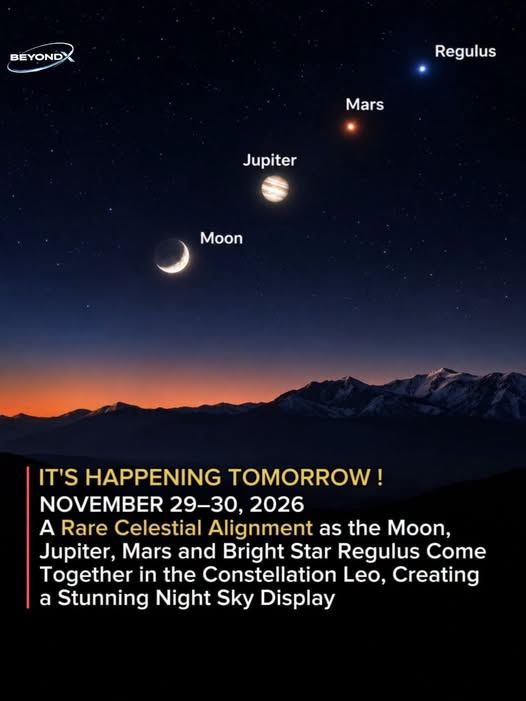 BEYONDX
Regulus
Mars
Jupiter
Moon
IT'S HAPPENING TOMORROW !
NOVEMBER 29–30, 2026
A Rare Celestial Alignment as the Moon,
Jupiter, Mars and Bright Star Regulus Come
Together in the Constellation Leo, Creating
a Stunning Night Sky Display